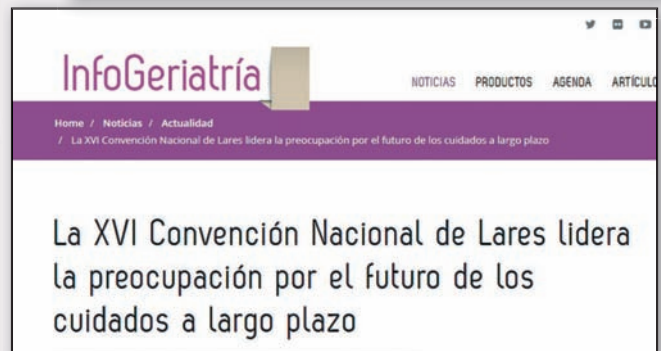 InfoGeriatría
NOTICIAS PRODUCTOS AGENDA ARTÍCULO
Home / Noticias / Actualidad
/ La XVI Convención Nacional de Lares lidera la preocupación por el futuro de los cuidados a largo plazo
La XVI Convención Nacional de Lares lidera
la preocupación por el futuro de los
cuidados a largo plazo